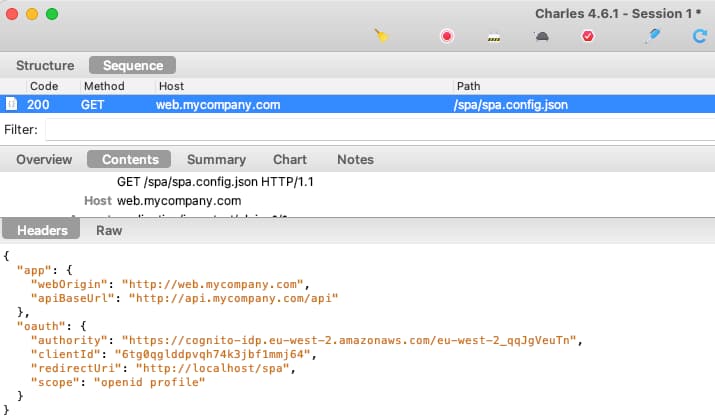 Charles 4.6.1 - Session 1 *
Structure
Sequence
Code Method Host Path
200 GET web.mycompany.com /spa/spa.config.json
Filter:
Overview Contents Summary Chart Notes
GET /spa/spa.config.json HTTP/1.1
Host web.mycompany.com
Headers Raw
{
"app": {
"webOrigin": "http://web.mycompany.com",
"apiBaseUrl": "http://api.mycompany.com/api"
},
"oauth": {
"authority": "https://cognito-idp.eu-west-2.amazonaws.com/eu-west-2_qqJgVeuTn",
"clientId": "6tg0qglddpvqh74k3jbf1mmj64",
"redirectUri": "http://localhost/spa",
"scope": "openid profile"
}
}